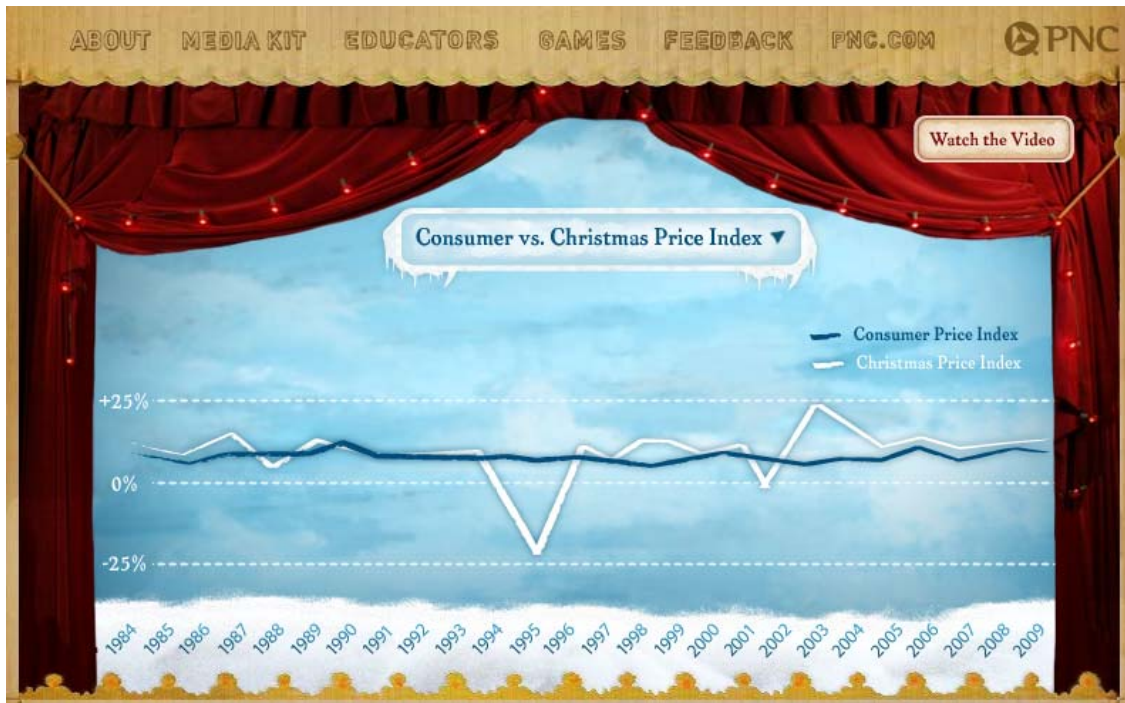 ABOUT MEDIA KIT EDUCATORS GAMES FEEDBACK PNC.COM PNC
Watch the Video
Consumer vs. Christmas Price Index
Consumer Price Index
Christmas Price Index
+25%
0%
-25%
1984 1985 1986 1987 1988 1989 1990 1991 1992 1993 1994 1995 1996 1997 1998 1999 2000 2001 2002 2003 2004 2005 2006 2007 2008 2009